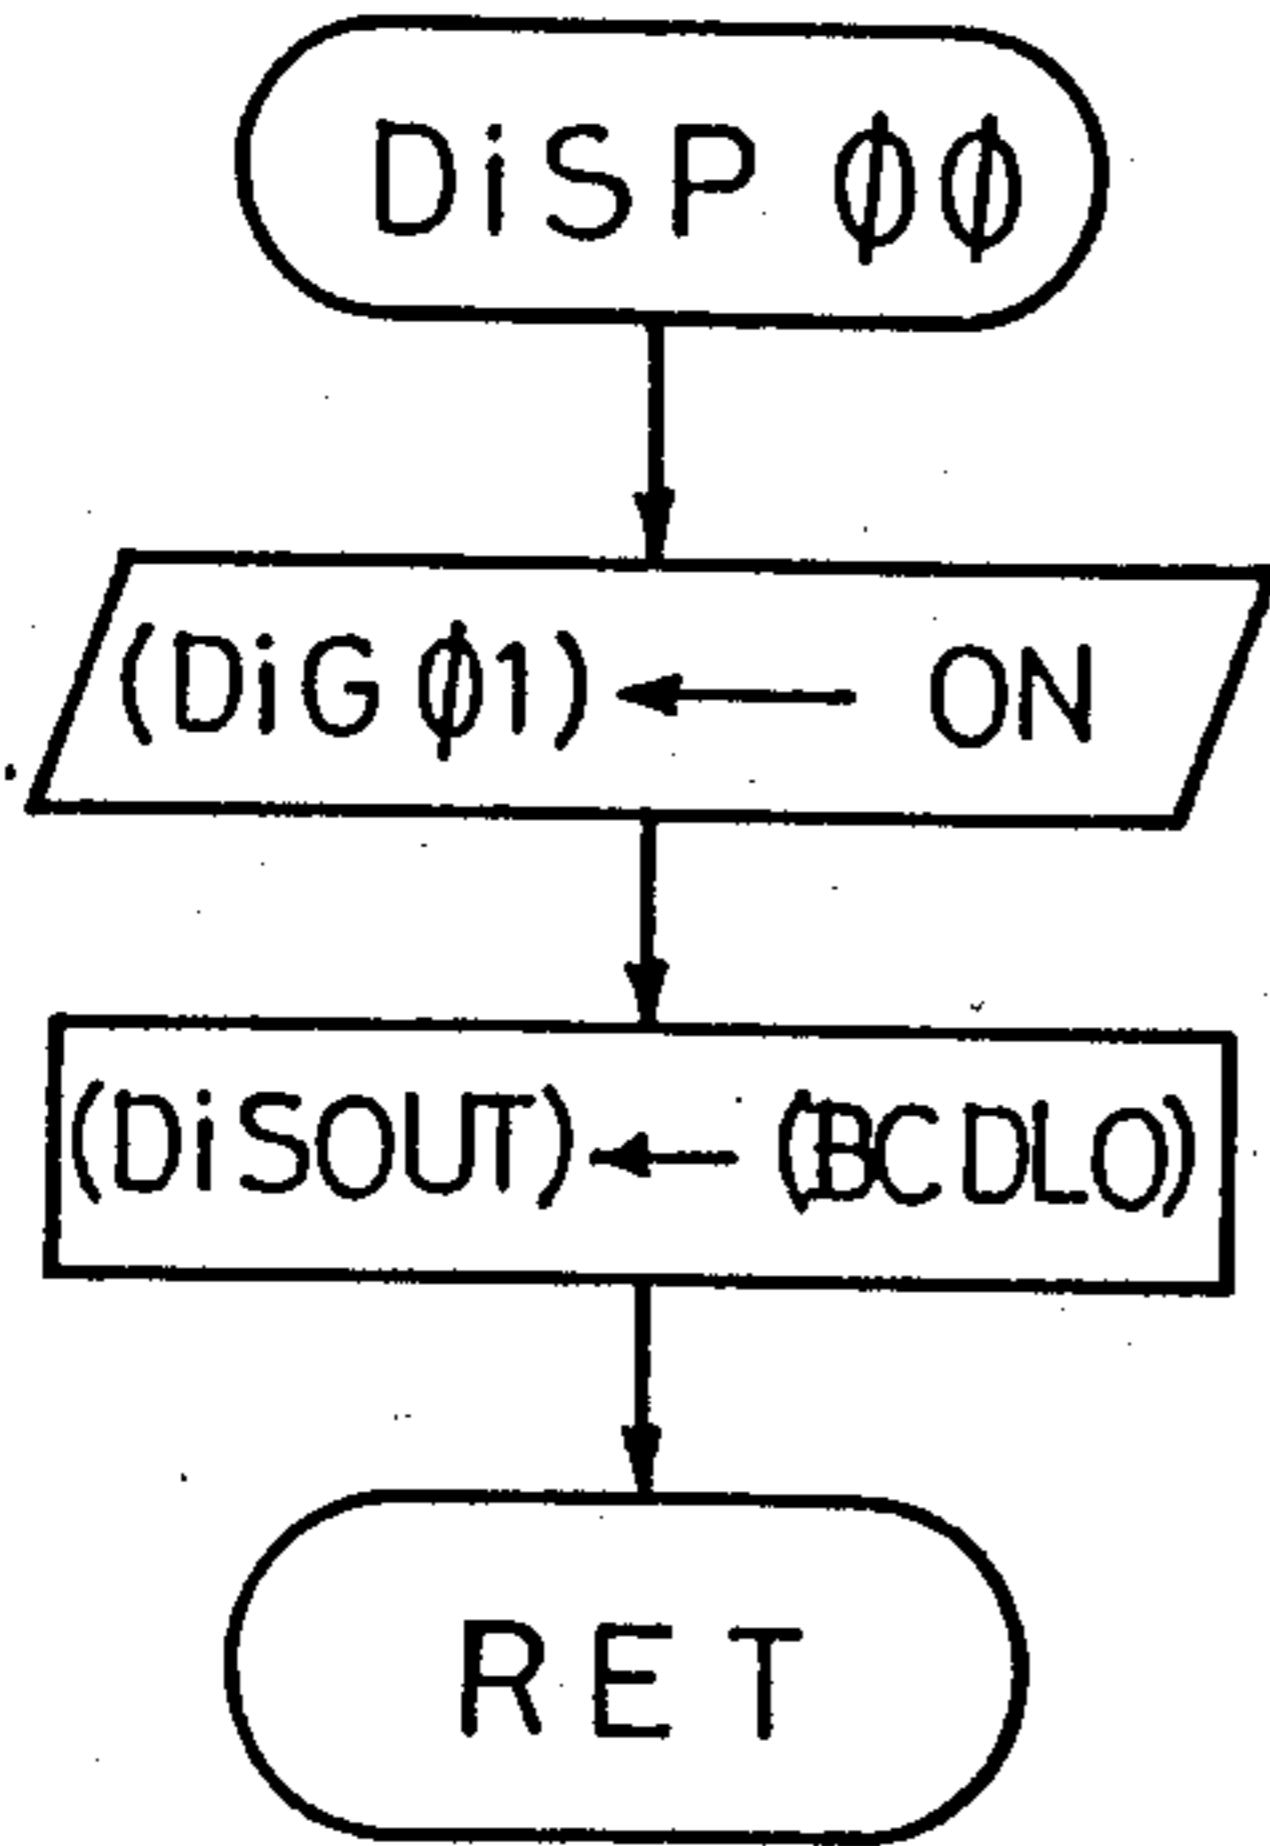 DiSP ØØ
(DiG Ø1) ← ON
(DiSOUT) ← (BCDLO)
RET